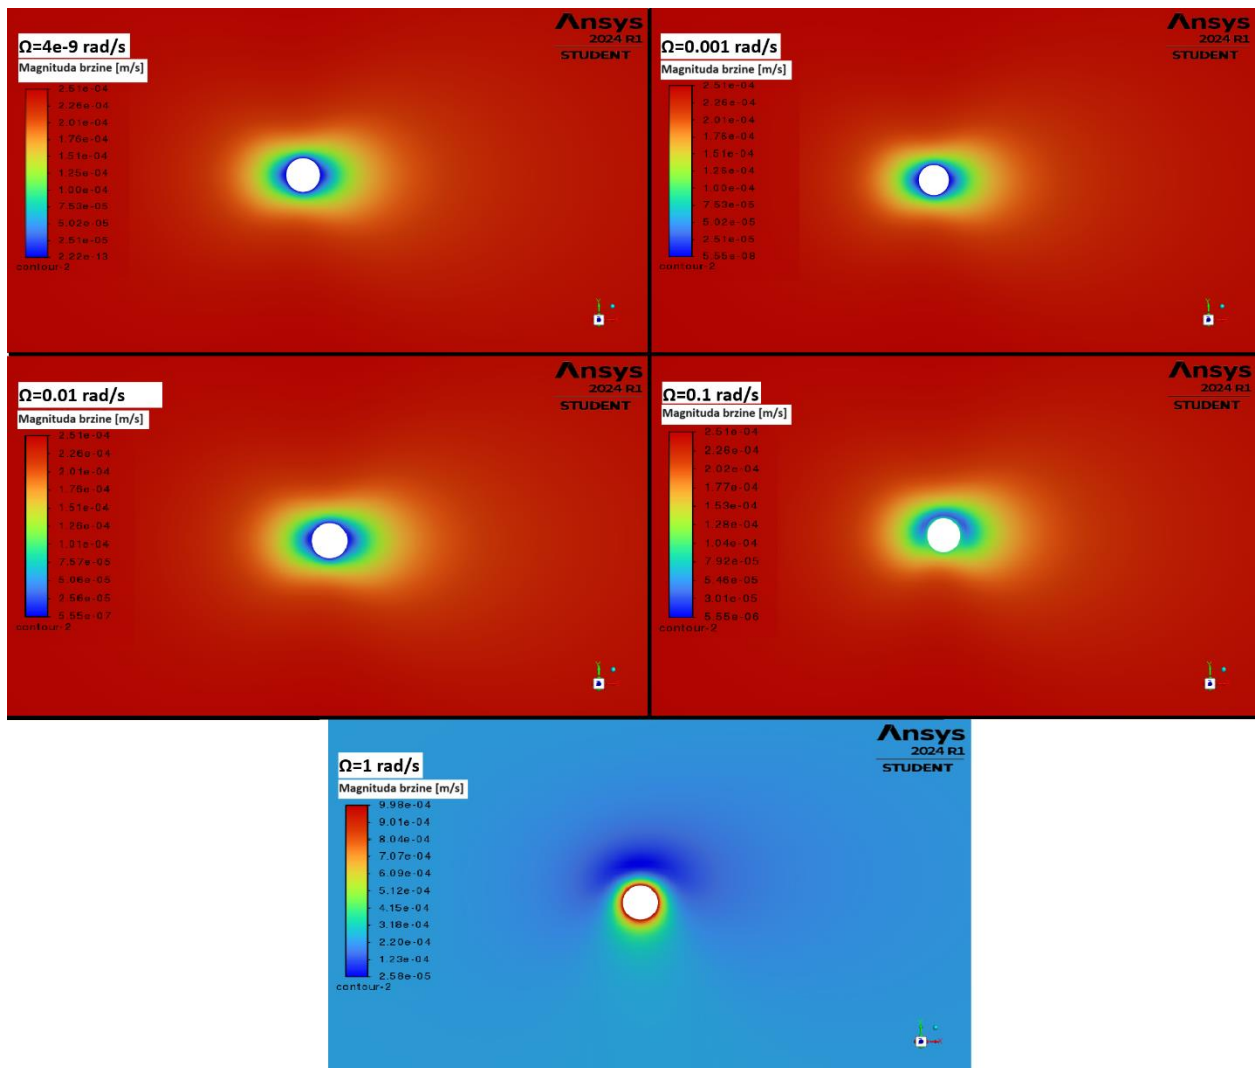 Ansys
2024 R1
STUDENT
Ω=4e-9 rad/s
Magnituda brzine [m/s]
2.51e-04
2.26e-04
2.01e-04
1.76e-04
1.51e-04
1.25e-04
1.00e-04
7.53e-05
5.02e-05
2.51e-05
2.22e-13
contour-2
Ansys
2024 R1
STUDENT
Ω=0.001 rad/s
Magnituda brzine [m/s]
2.51e-04
2.26e-04
2.01e-04
1.76e-04
1.51e-04
1.26e-04
1.00e-04
7.53e-05
5.02e-05
2.51e-05
5.55e-08
contour-2
Ansys
2024 R1
STUDENT
Ω=0.01 rad/s
Magnituda brzine [m/s]
2.51e-04
2.26e-04
2.01e-04
1.76e-04
1.51e-04
1.26e-04
1.01e-04
7.57e-05
5.06e-05
2.56e-05
5.55e-07
contour-2
Ansys
2024 R1
STUDENT
Ω=0.1 rad/s
Magnituda brzine [m/s]
2.51e-04
2.26e-04
2.02e-04
1.77e-04
1.53e-04
1.28e-04
1.04e-04
7.92e-05
5.46e-05
3.01e-05
5.55e-06
contour-2
Ansys
2024 R1
STUDENT
Ω=1 rad/s
Magnituda brzine [m/s]
9.98e-04
9.01e-04
8.04e-04
7.07e-04
6.09e-04
5.12e-04
4.15e-04
3.18e-04
2.20e-04
1.23e-04
2.58e-05
contour-2